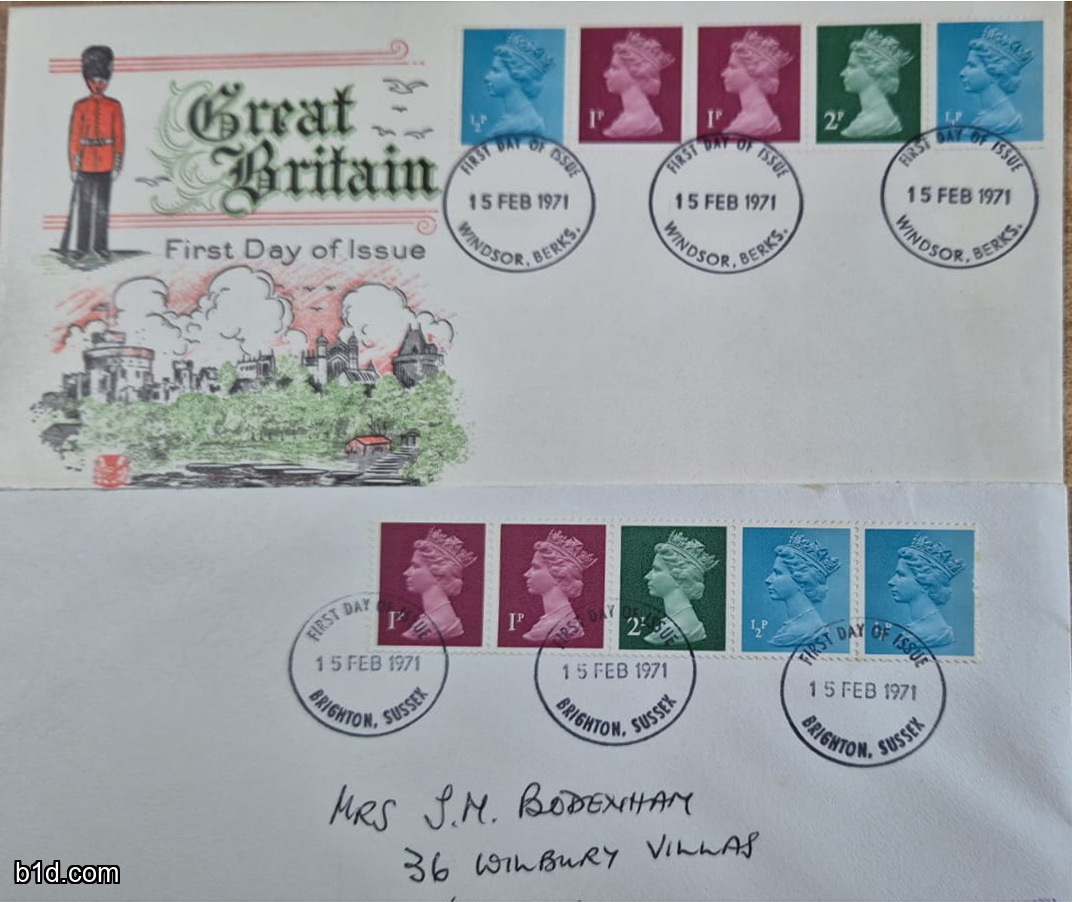 ½P
1P
1P
2P
½P
FIRST DAY OF ISSUE
15 FEB 1971
WINDSOR, BERKS.
FIRST DAY OF ISSUE
15 FEB 1971
WINDSOR, BERKS.
FIRST DAY OF ISSUE
15 FEB 1971
WINDSOR, BERKS.
Great
Britain
First Day of Issue
1P
1P
2P
½P
½P
FIRST DAY OF ISSUE
15 FEB 1971
BRIGHTON, SUSSEX
FIRST DAY OF ISSUE
15 FEB 1971
BRIGHTON, SUSSEX
FIRST DAY OF ISSUE
15 FEB 1971
BRIGHTON, SUSSEX
MRS J.M. BODENHAM
36 WILBURY VILLAS
b1d.com